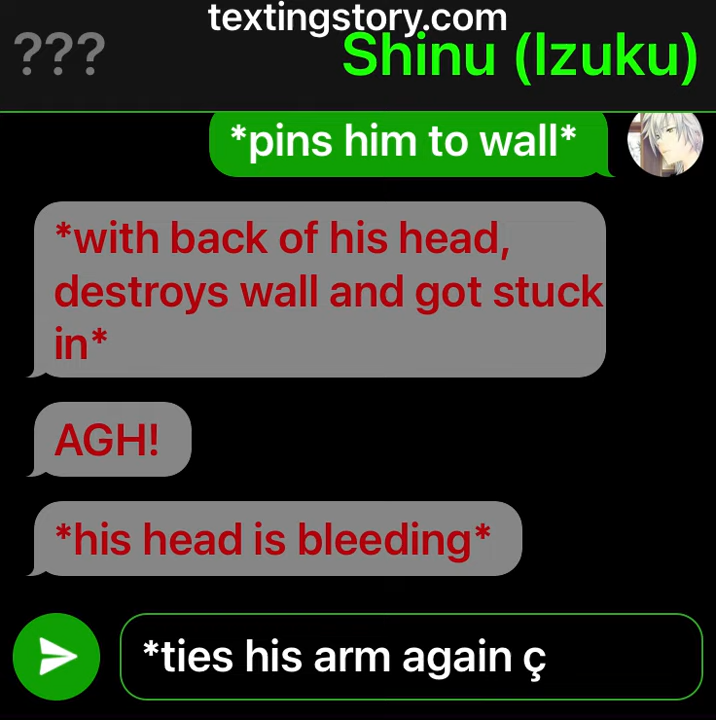 textingstory.com
???
Shinu (Izuku)
*pins him to wall*
*with back of his head,
destroys wall and got stuck
in*
AGH!
*his head is bleeding*
*ties his arm again ç